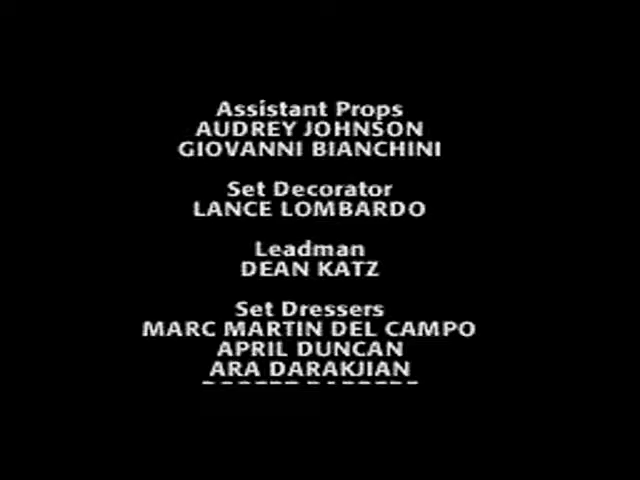 Assistant Props
AUDREY JOHNSON
GIOVANNI BIANCHINI
Set Decorator
LANCE LOMBARDO
Leadman
DEAN KATZ
Set Dressers
MARC MARTIN DEL CAMPO
APRIL DUNCAN
ARA DARAKJIAN